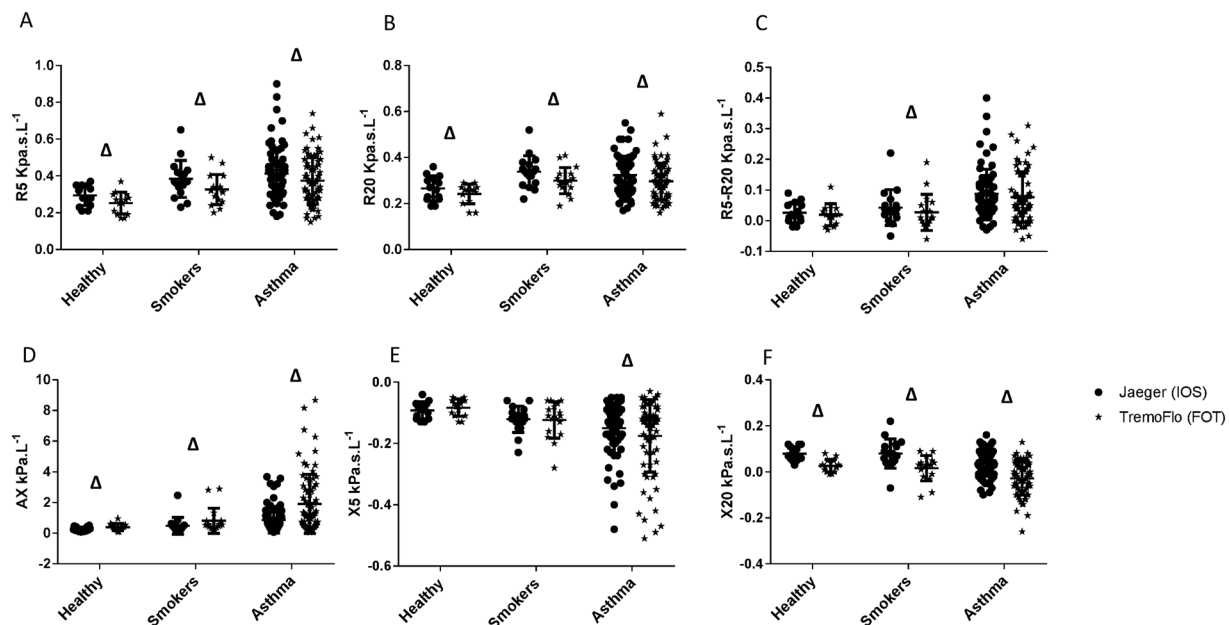 A
R5 Kpa.s.L-1
1.0
0.8
0.6
0.4
0.2
0.0
Δ
Δ
Δ
Healthy
Smokers
Asthma
B
R20 Kpa.s.L-1
0.8
0.6
0.4
0.2
0.0
Δ
Δ
Δ
Healthy
Smokers
Asthma
C
R5-R20 Kpa.s.L-1
0.5
0.4
0.3
0.2
0.1
0.0
-0.1
Δ
Healthy
Smokers
Asthma
D
AX kPa.L-1
10
8
6
4
2
0
-2
Δ
Δ
Δ
Healthy
Smokers
Asthma
E
X5 kPa.s.L-1
0.0
-0.2
-0.4
-0.6
Δ
Healthy
Smokers
Asthma
F
X20 kPa.s.L-1
0.4
0.2
0.0
-0.2
-0.4
Δ
Δ
Δ
Healthy
Smokers
Asthma
Jaeger (IOS)
TremoFlo (FOT)